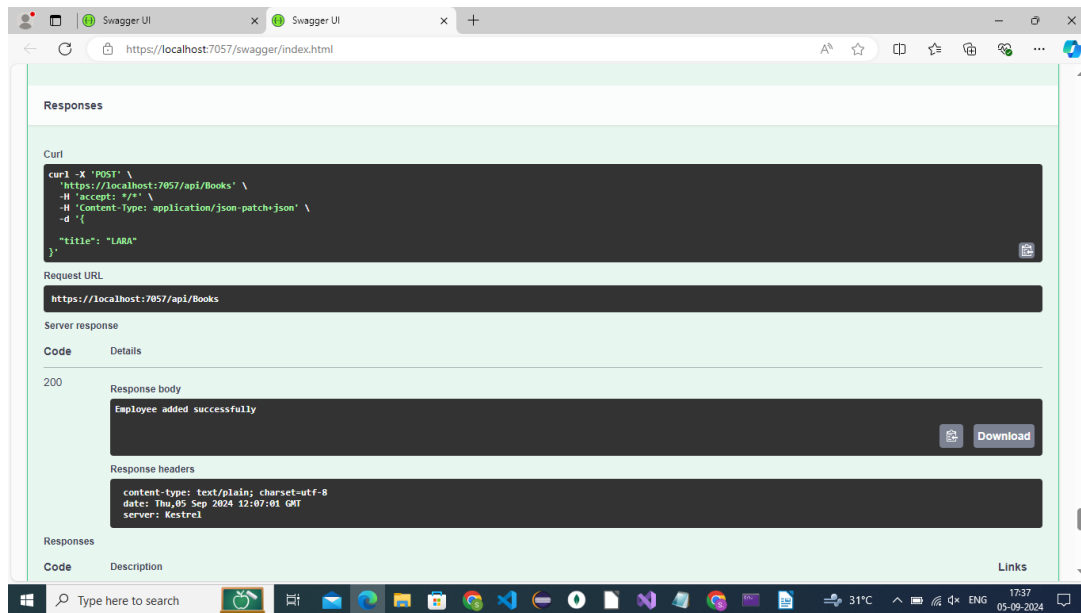 Swagger UI
Swagger UI
https://localhost:7057/swagger/index.html
Responses
Curl
curl -X 'POST' \
'https://localhost:7057/api/Books' \
-H 'accept: */*' \
-H 'Content-Type: application/json-patch+json' \
-d '{
"title": "LARA"
}'
Request URL
https://localhost:7057/api/Books
Server response
Code Details
200
Response body
Employee added successfully
Download
Response headers
content-type: text/plain; charset=utf-8
date: Thu,05 Sep 2024 12:07:01 GMT
server: Kestrel
Responses
Code Description Links
Type here to search
31°C
ENG
17:37
05-09-2024